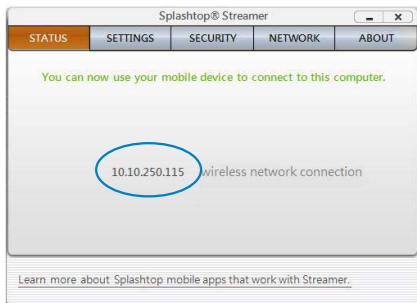 Splashtop® Streamer
STATUS SETTINGS SECURITY NETWORK ABOUT
You can now use your mobile device to connect to this computer.
10.10.250.115 wireless network connection
Learn more about Splashtop mobile apps that work with Streamer.